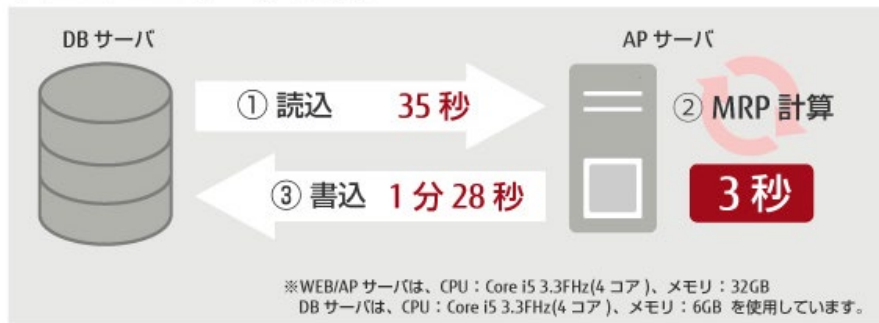 DB サーバ
AP サーバ
① 読込 35 秒
② MRP 計算
③ 書込 1 分 28 秒
3 秒
※WEB/AP サーバは、CPU：Core i5 3.3FHz(4 コア )、メモリ：32GB
DB サーバは、CPU：Core i5 3.3FHz(4 コア )、メモリ：6GB を使用しています。